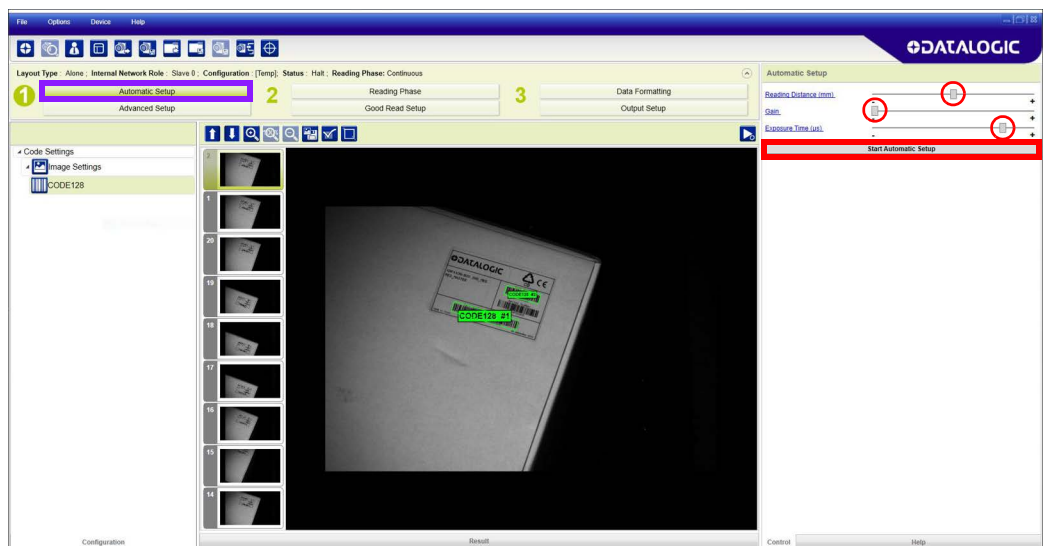 File Options Device Help
DATALOGIC
Layout Type : Alone ; Internal Network Role : Slave 0 ; Configuration : [Temp]; Status : Halt ; Reading Phase: Continuous
Automatic Setup
1
Automatic Setup
Advanced Setup
2
Reading Phase
Good Read Setup
3
Data Formatting
Output Setup
Reading Distance (mm)
- +
Gain
- +
Exposure Time (µs)
- +
Start Automatic Setup
Code Settings
Image Settings
CODE128
2
1
20
19
18
17
16
15
14
DATALOGIC
CE
CODE128 #1
Configuration
Result
Control
Help